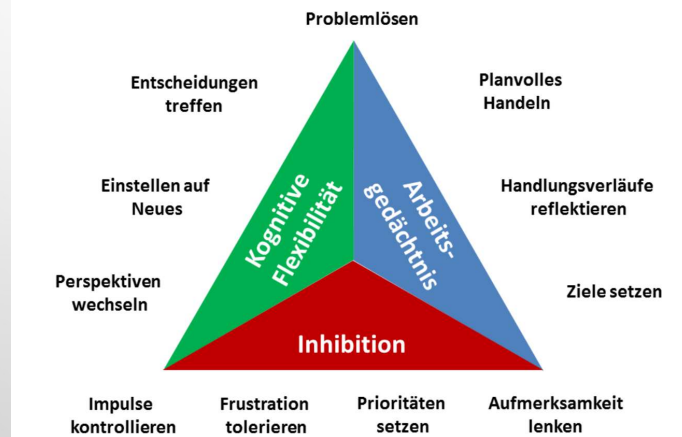 Problemlösen
Entscheidungen
treffen
Planvolles
Handeln
Einstellen auf
Neues
Handlungsverläufe
reflektieren
Kognitive
Flexibilität
Arbeits-
gedächtnis
Perspektiven
wechseln
Ziele setzen
Inhibition
Impulse
kontrollieren
Frustration
tolerieren
Prioritäten
setzen
Aufmerksamkeit
lenken